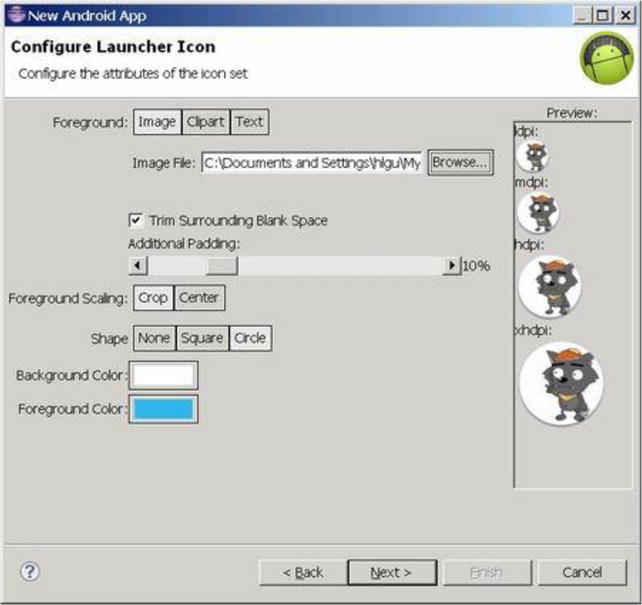 New Android App
Configure Launcher Icon
Configure the attributes of the icon set
Foreground: Image Clipart Text
Image File: C:\Documents and Settings\hlgu\My Browse...
Trim Surrounding Blank Space
Additional Padding:
10%
Foreground Scaling: Crop Center
Shape None Square Circle
Background Color:
Foreground Color:
Preview:
ldpi:
mdpi:
hdpi:
xhdpi:
< Back Next > Finish Cancel